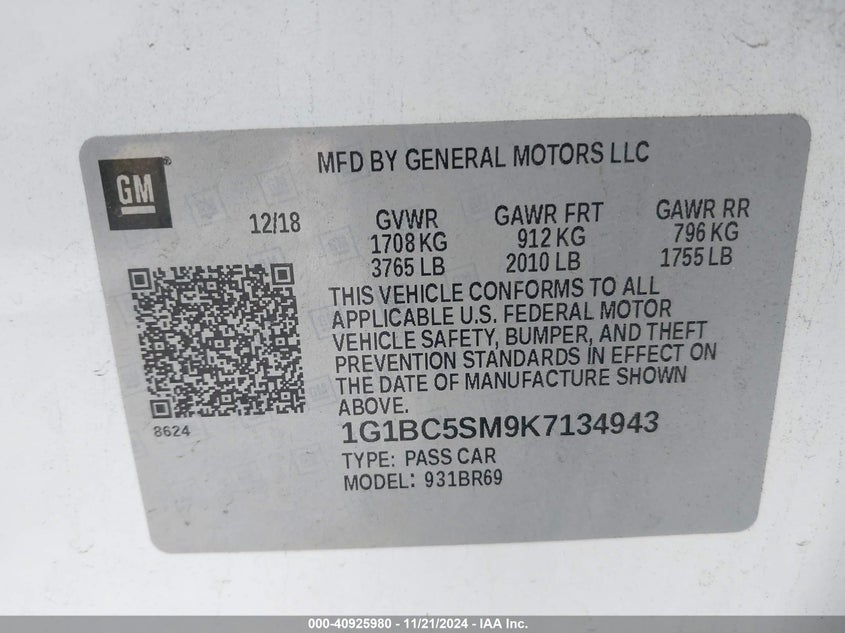 GM
MFD BY GENERAL MOTORS LLC
12/18
GVWR
1708 KG
3765 LB
GAWR FRT
912 KG
2010 LB
GAWR RR
796 KG
1755 LB
THIS VEHICLE CONFORMS TO ALL
APPLICABLE U.S. FEDERAL MOTOR
VEHICLE SAFETY, BUMPER, AND THEFT
PREVENTION STANDARDS IN EFFECT ON
THE DATE OF MANUFACTURE SHOWN
ABOVE.
8624
1G1BC5SM9K7134943
TYPE: PASS CAR
MODEL: 931BR69
000-40925980 - 11/21/2024 - IAA Inc.